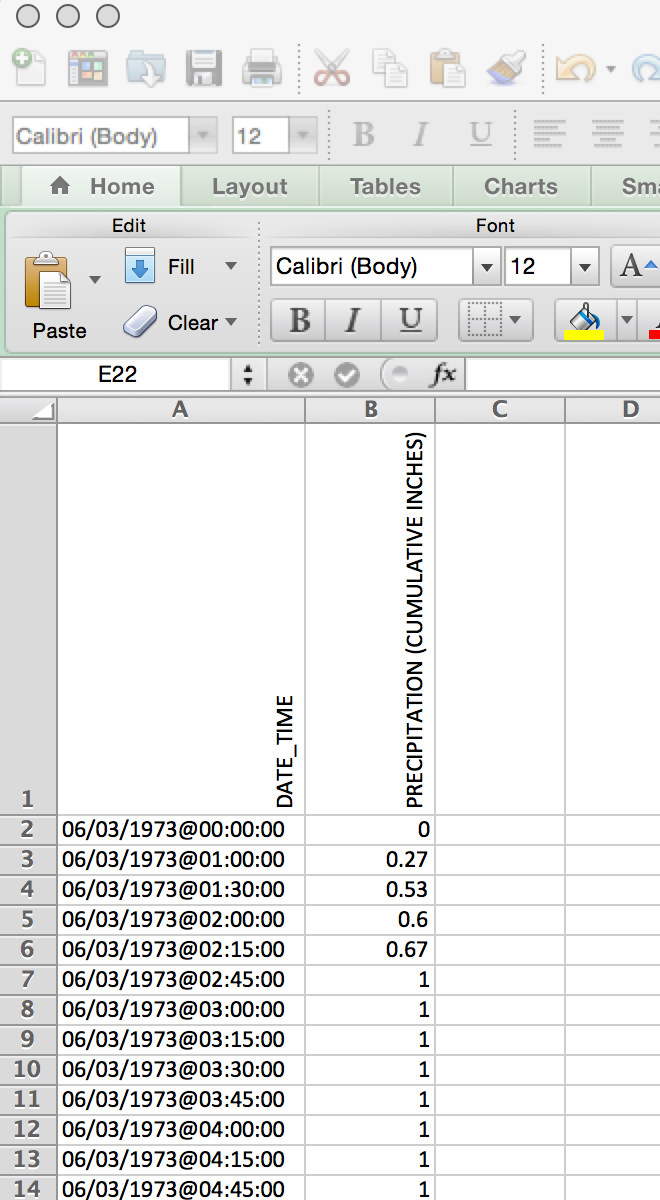 Calibri (Body) 12 B I U
Home Layout Tables Charts Sma
Edit Font
Fill Calibri (Body) 12 A
Paste Clear B I U
E22 fx
A B C D
1 DATE_TIME PRECIPITATION (CUMULATIVE INCHES)
2 06/03/1973@00:00:00 0
3 06/03/1973@01:00:00 0.27
4 06/03/1973@01:30:00 0.53
5 06/03/1973@02:00:00 0.6
6 06/03/1973@02:15:00 0.67
7 06/03/1973@02:45:00 1
8 06/03/1973@03:00:00 1
9 06/03/1973@03:15:00 1
10 06/03/1973@03:30:00 1
11 06/03/1973@03:45:00 1
12 06/03/1973@04:00:00 1
13 06/03/1973@04:15:00 1
14 06/03/1973@04:45:00 1